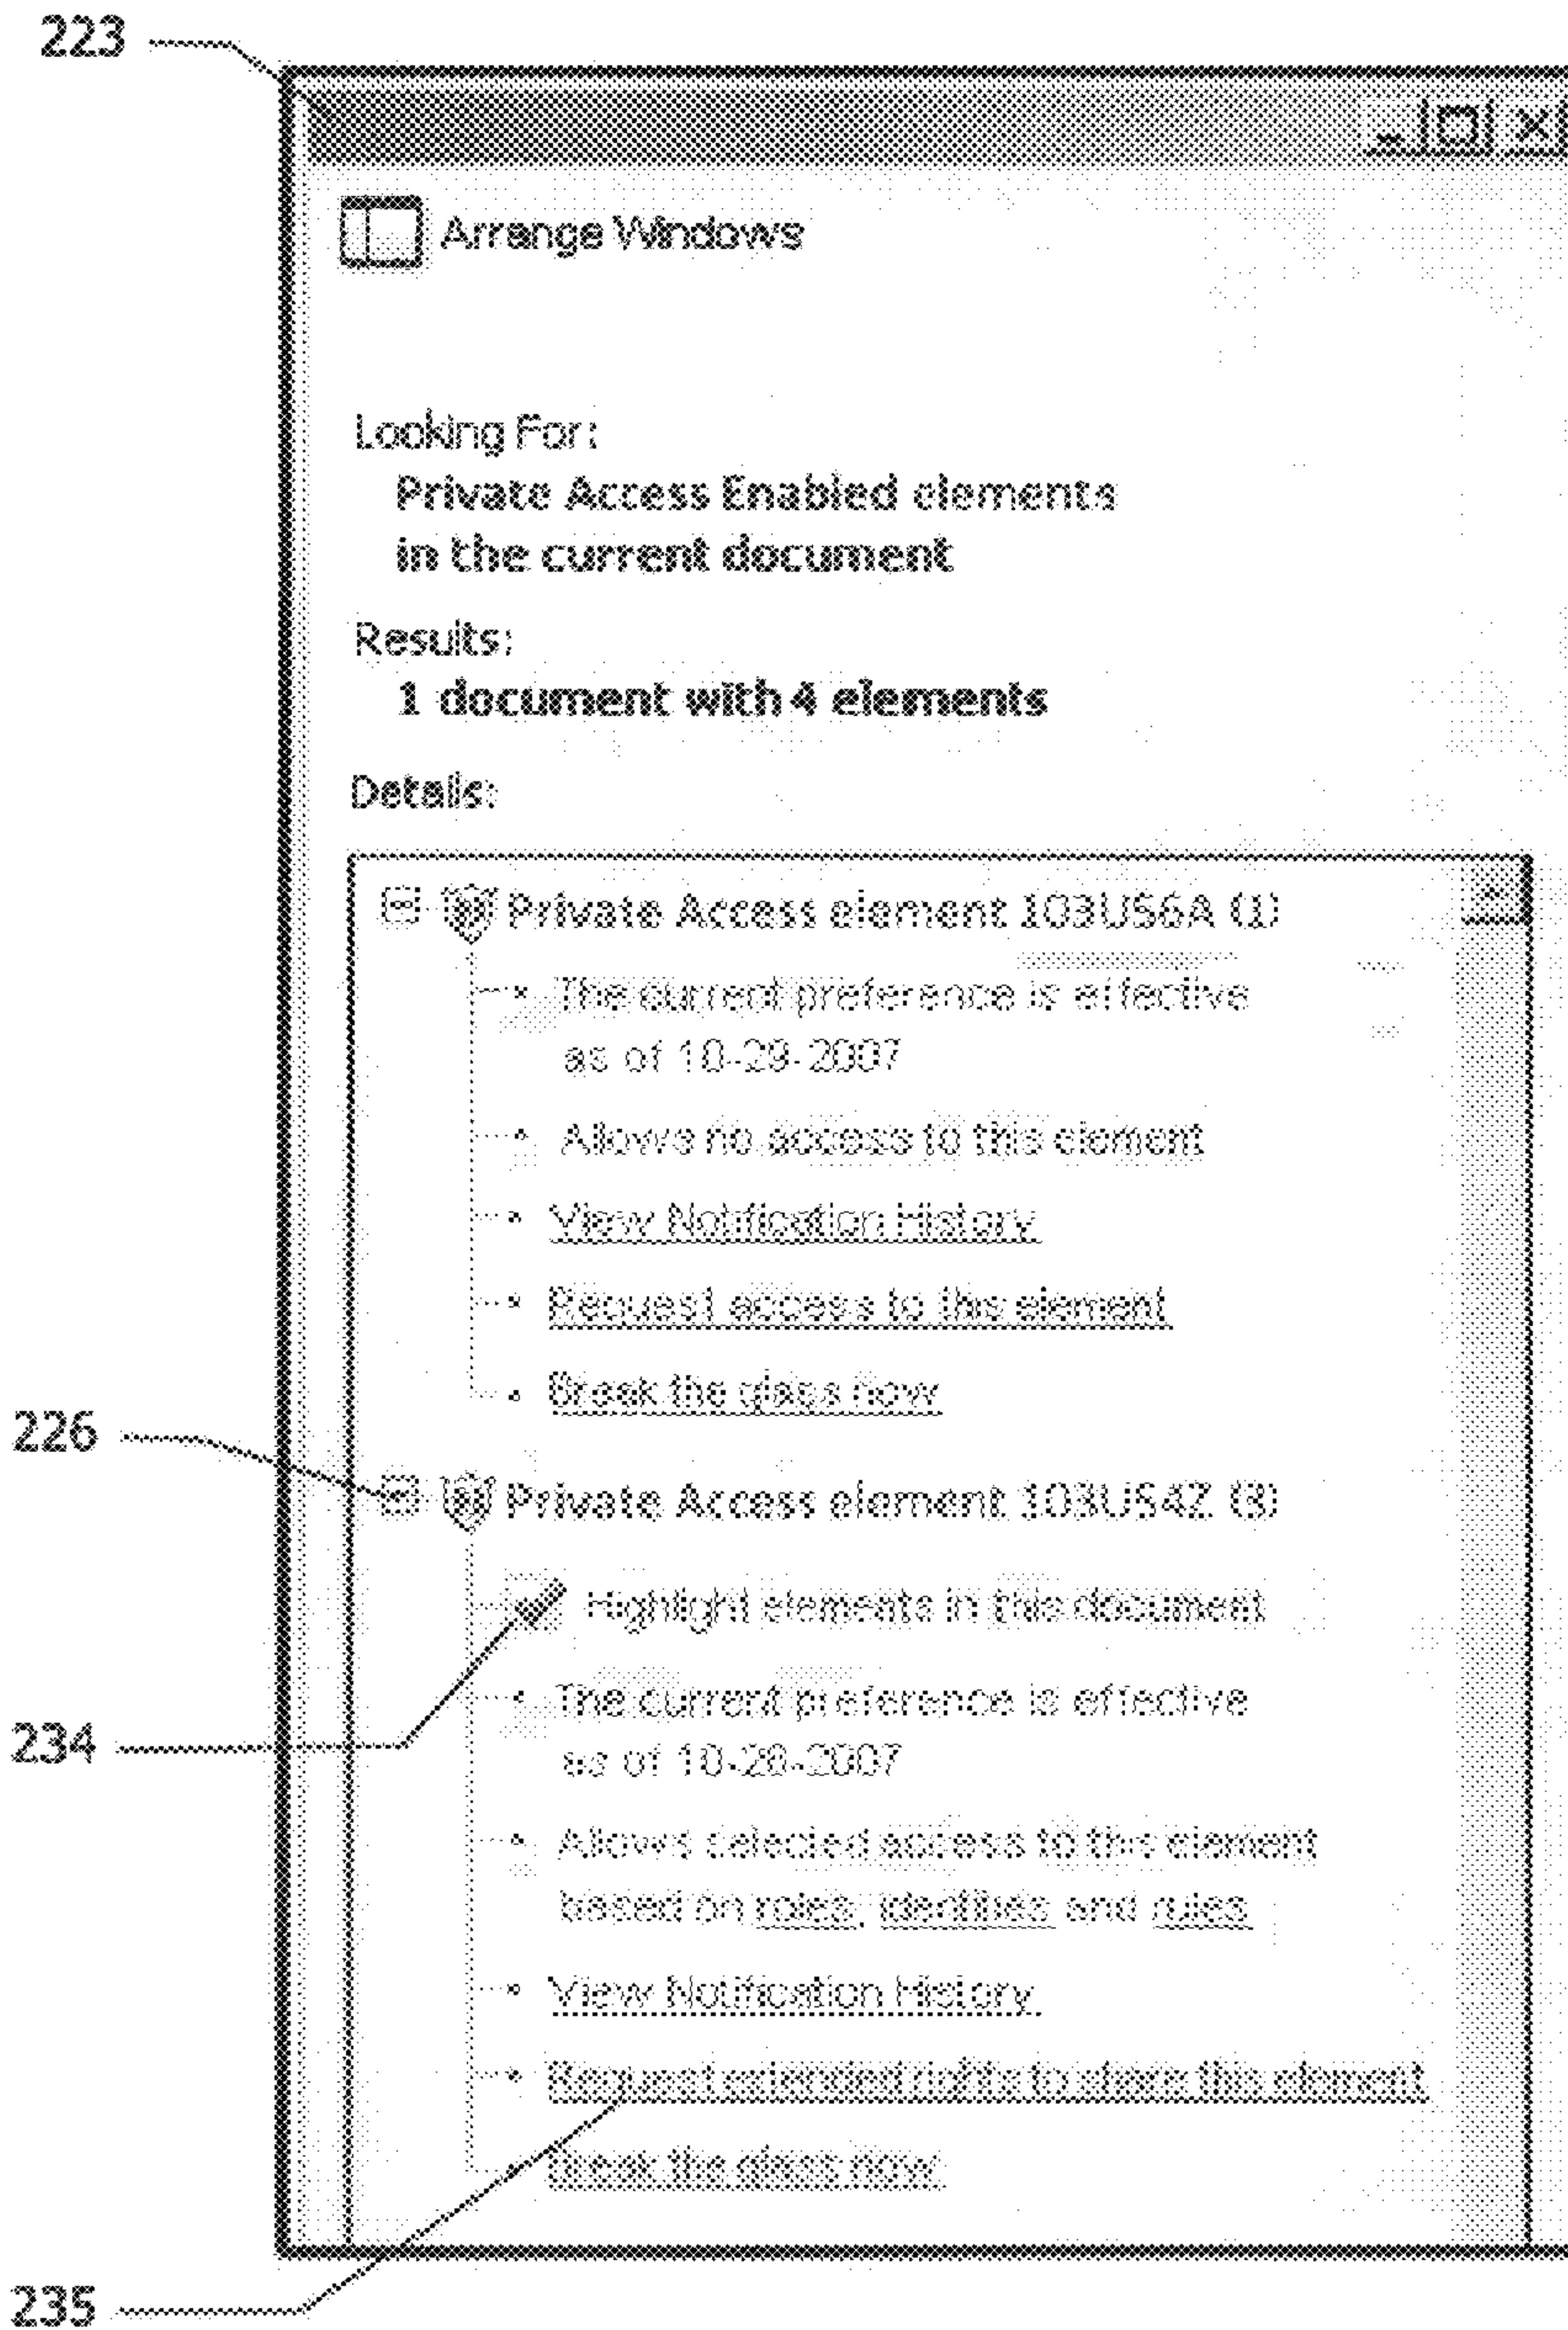 223
Arrange Windows
Looking For:
Private Access Enabled elements
in the current document
Results:
1 document with 4 elements
Details:
Private Access element 103US6A (1)
The current preference is effective
as of 10-29-2007
Allows no access to this element
View Notification History
Request access to this element
Break the glass now
226
Private Access element 103US4Z (3)
Highlight elements in this document
234
The current preference is effective
as of 10-28-2007
Allows selected access to this element
based on roles, identities and rules
View Notification History
Request extended rights to share this element
Break the glass now
235